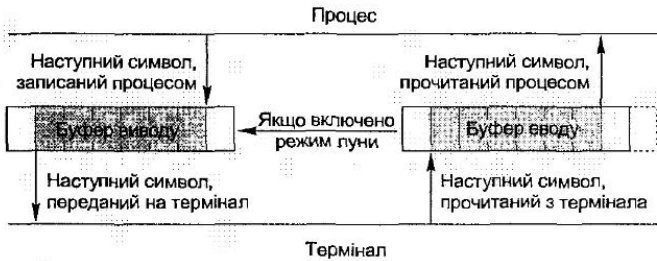 Процес
Наступний символ,
записаний процесом
Наступний символ,
прочитаний процесом
Буфер виводу
Якщо включено
режим луни
Буфер вводу
Наступний символ,
переданий на термінал
Наступний символ,
прочитаний з термінала
Термінал